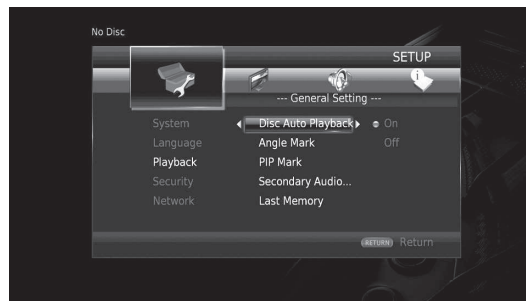 No Disc
SETUP
--- General Setting ---
System Disc Auto Playback On
Language Angle Mark Off
Playback PIP Mark
Security Secondary Audio...
Network Last Memory
RETURN Return